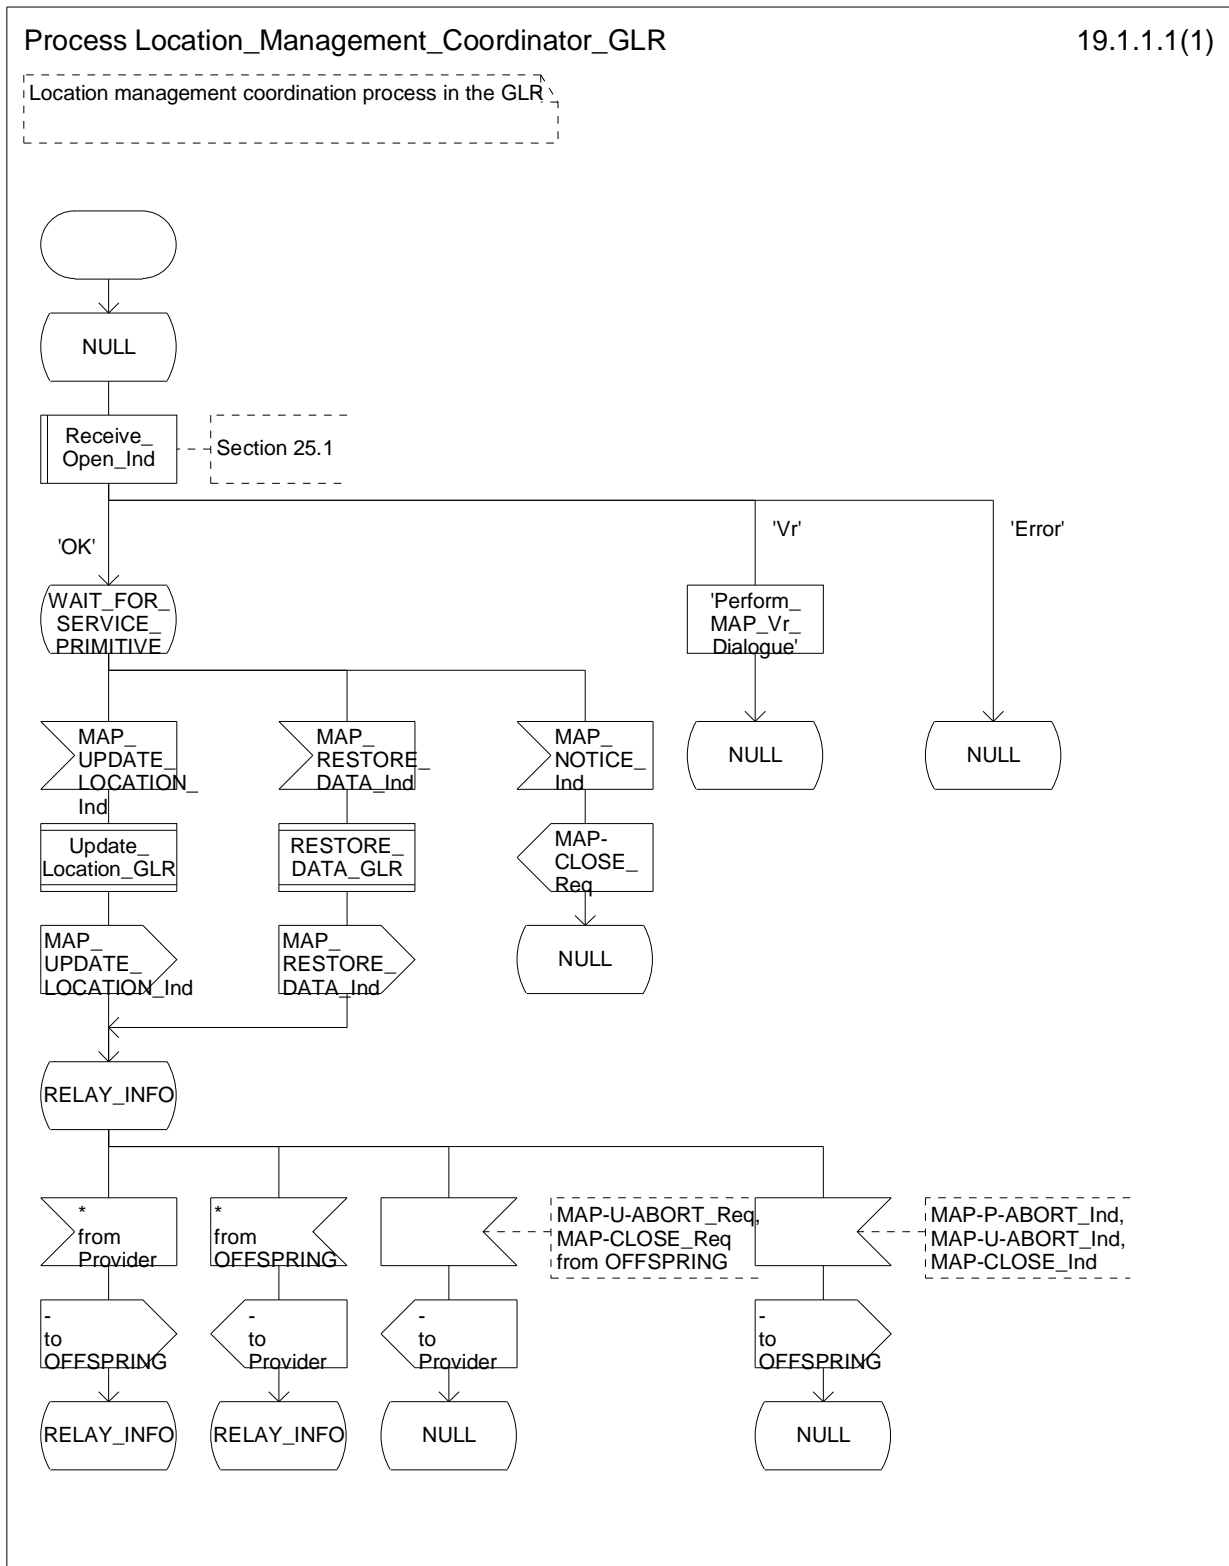 Process Location_Management_Coordinator_GLR
19.1.1.1(1)
Location management coordination process in the GLR
NULL
Receive_
Open_Ind
Section 25.1
'OK'
'Vr'
'Error'
WAIT_FOR_
SERVICE_
PRIMITIVE
'Perform_
MAP_Vr_
Dialogue'
MAP_
UPDATE_
LOCATION_
Ind
MAP_
RESTORE_
DATA_Ind
MAP_
NOTICE_
Ind
NULL
NULL
Update_
Location_GLR
RESTORE_
DATA_GLR
MAP-
CLOSE_
Req
MAP_
UPDATE_
LOCATION_Ind
MAP_
RESTORE_
DATA_Ind
NULL
RELAY_INFO
*
from
Provider
*
from
OFFSPRING
MAP-U-ABORT_Req,
MAP-CLOSE_Req
from OFFSPRING
MAP-P-ABORT_Ind,
MAP-U-ABORT_Ind,
MAP-CLOSE_Ind
-
to
OFFSPRING
-
to
Provider
-
to
Provider
-
to
OFFSPRING
RELAY_INFO
RELAY_INFO
NULL
NULL